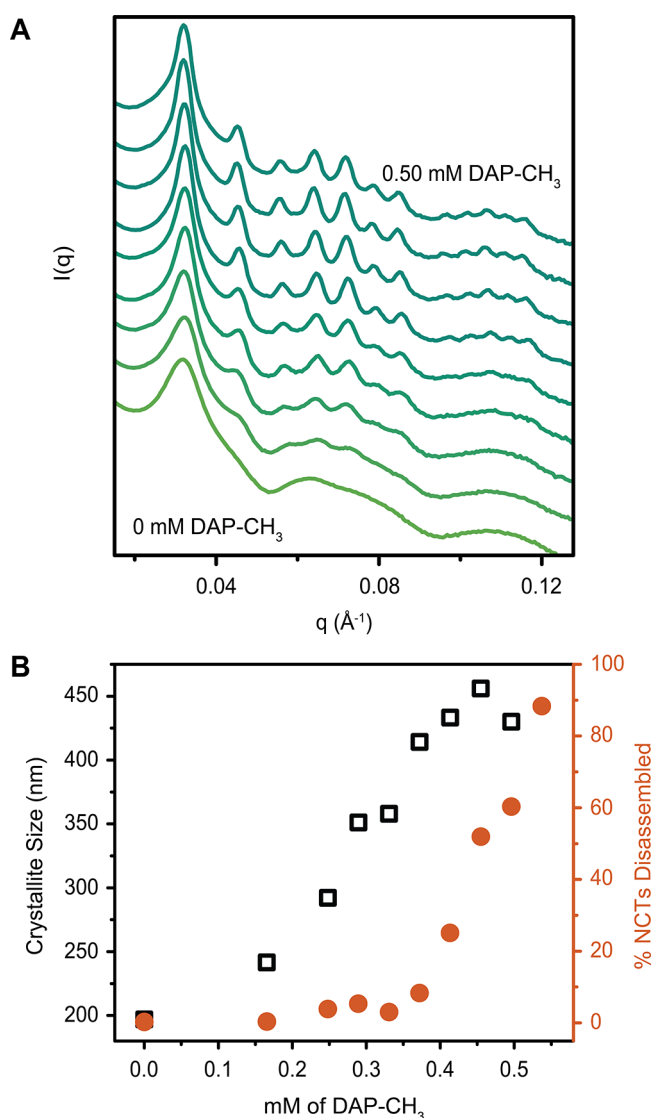 A
I(q)
0.50 mM DAP-CH₃
0 mM DAP-CH₃
0.04 0.08 0.12
q (Å⁻¹)
B
450
400
350
300
250
200
Crystallite Size (nm)
100
80
60
40
20
0
% NCTs Disassembled
0.0 0.1 0.2 0.3 0.4 0.5
mM of DAP-CH₃